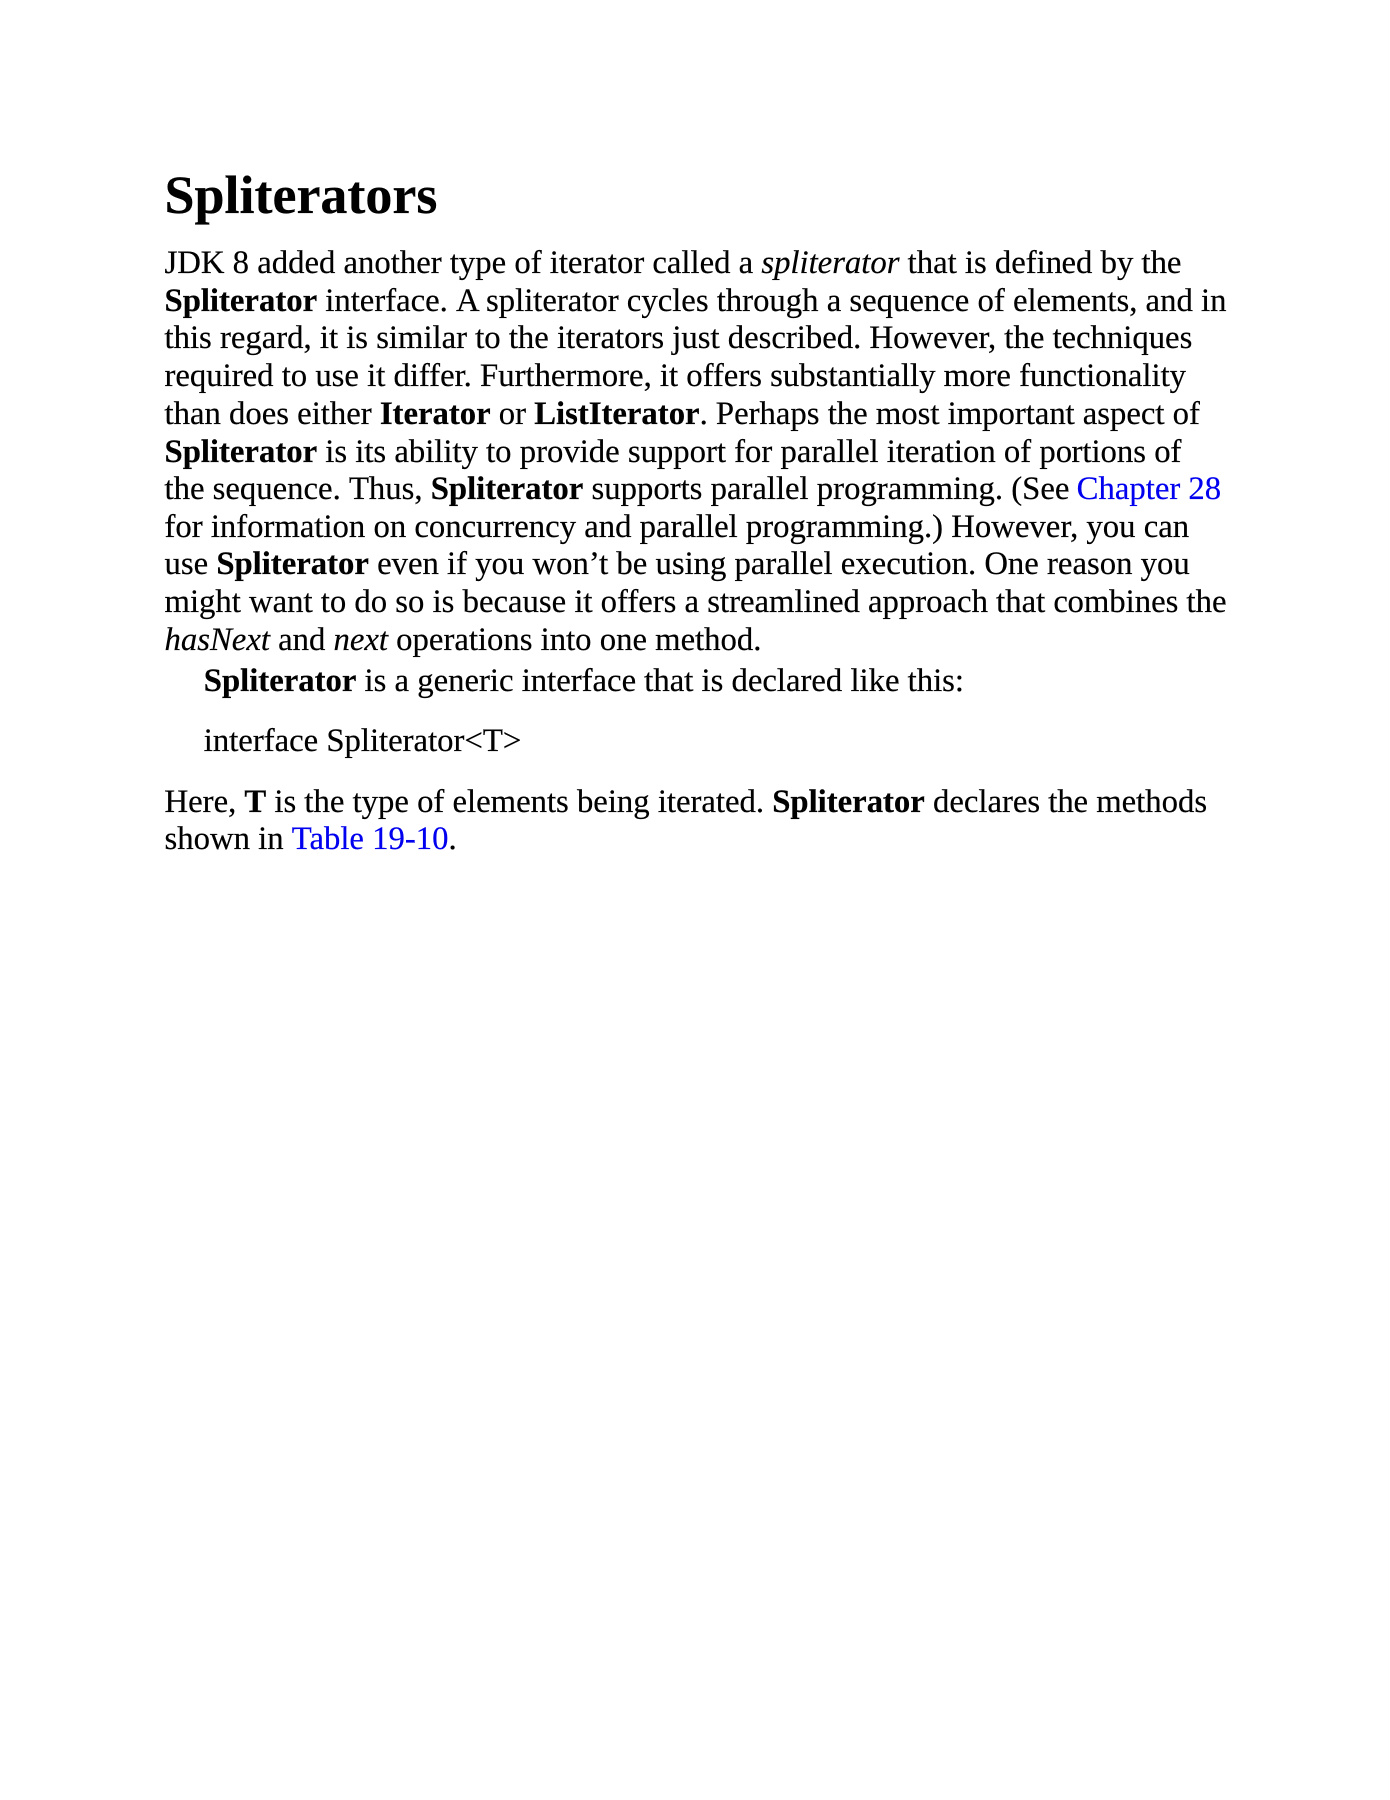 Spliterators
JDK 8 added another type of iterator called a spliterator that is defined by the
Spliterator interface. A spliterator cycles through a sequence of elements, and in
this regard, it is similar to the iterators just described. However, the techniques
required to use it differ. Furthermore, it offers substantially more functionality
than does either Iterator or ListIterator. Perhaps the most important aspect of
Spliterator is its ability to provide support for parallel iteration of portions of
the sequence. Thus, Spliterator supports parallel programming. (See Chapter 28
for information on concurrency and parallel programming.) However, you can
use Spliterator even if you won’t be using parallel execution. One reason you
might want to do so is because it offers a streamlined approach that combines the
hasNext and next operations into one method.
Spliterator is a generic interface that is declared like this:
interface Spliterator<T>
Here, T is the type of elements being iterated. Spliterator declares the methods
shown in Table 19-10.